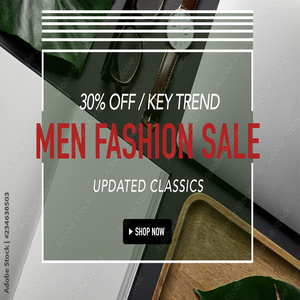 30% OFF / KEY TREND
MEN FASHION SALE
UPDATED CLASSICS
SHOP NOW
Adobe Stock | #234638503